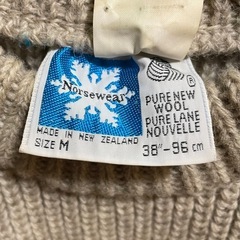 Norsewear
®
PURE NEW
WOOL
PURE LANE
NOUVELLE
MADE IN NEW ZEALAND
SIZE M
38"-96 cm